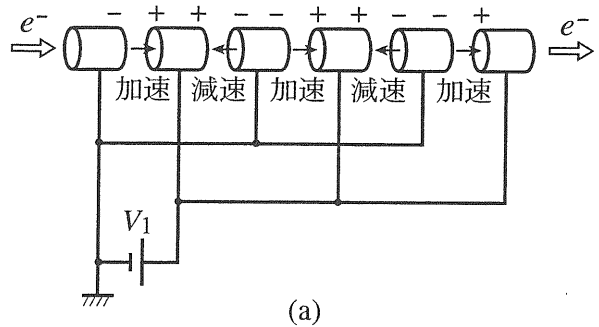 − + + − − + + − − +
e⁻ e⁻
加速 減速 加速 減速 加速
V₁
(a)